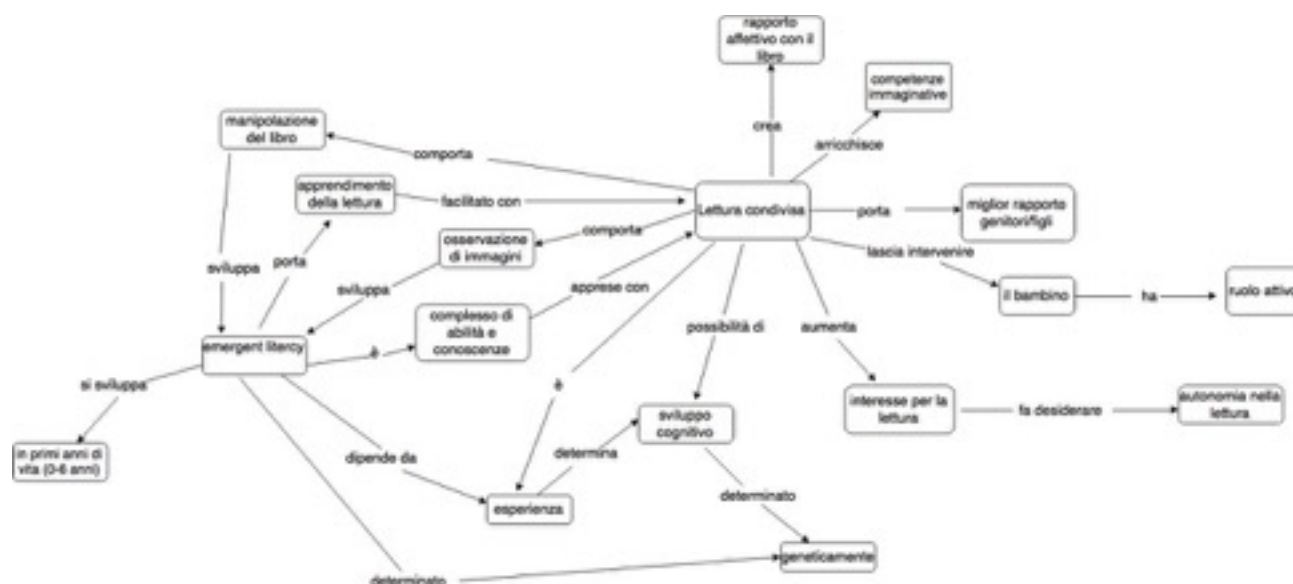 rapporto
affettivo con il
libro
competenze
immaginative
crea
arricchisce
manipolazione
del libro
comporta
apprendimento
della lettura
facilitato con
Lettura condivisa
porta
miglior rapporto
genitori/figli
comporta
osservazione
di immagini
lascia intervenire
sviluppa
porta
sviluppa
apprese con
il bambino
ha
ruolo attivo
complesso di
abilità e
conoscenze
possibilità di
aumenta
emergent litercy
è
si sviluppa
è
interesse per la
lettura
fa desiderare
autonomia nella
lettura
sviluppo
cognitivo
in primi anni di
vita (0-6 anni)
dipende da
determina
esperienza
determinato
geneticamente
determinato